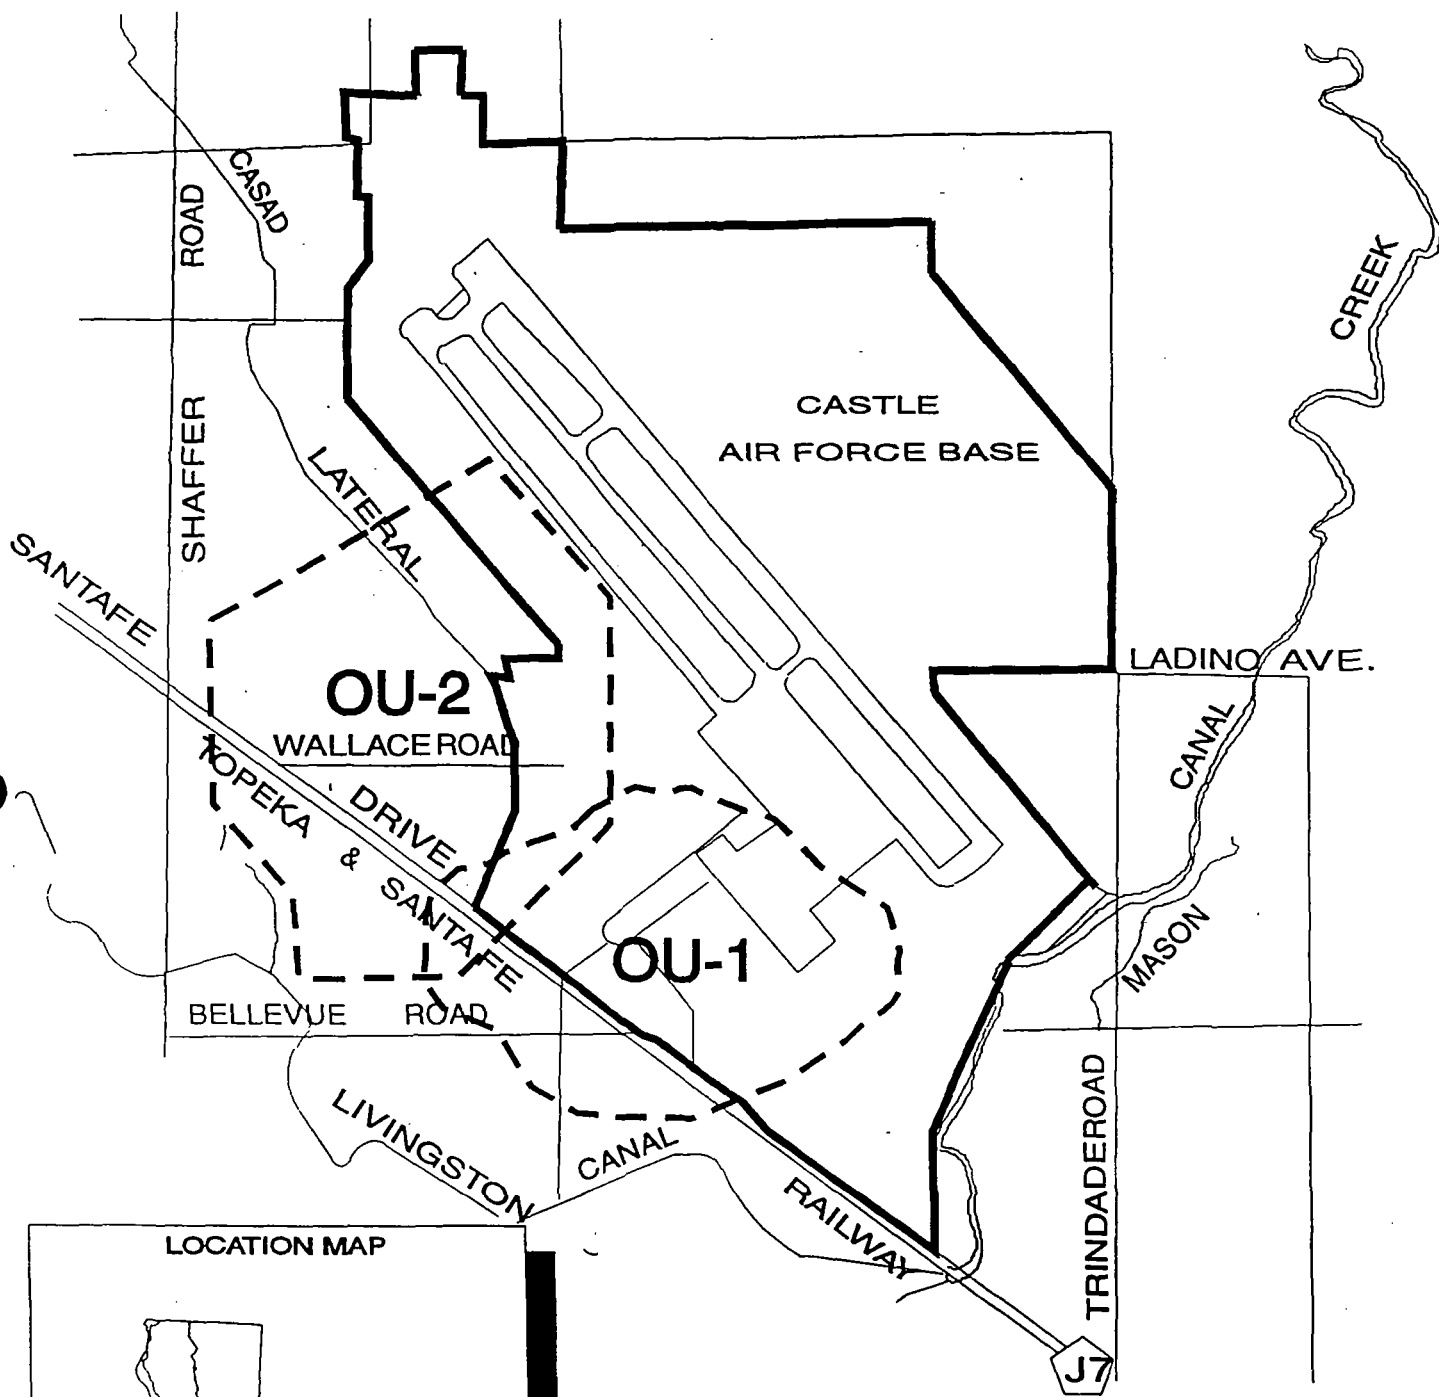 CASAD
ROAD
CREEK
CASTLE
AIR FORCE BASE
SHAFFER
LATERAL
SANTAFE
LADINO AVE.
OU-2
WALLACE ROAD
CANAL
TOPEKA & SANTAFE
DRIVE
OU-1
MASON
BELLEVUE ROAD
LIVINGSTON
CANAL
RAILWAY
TRINDADEROAD
LOCATION MAP
J7